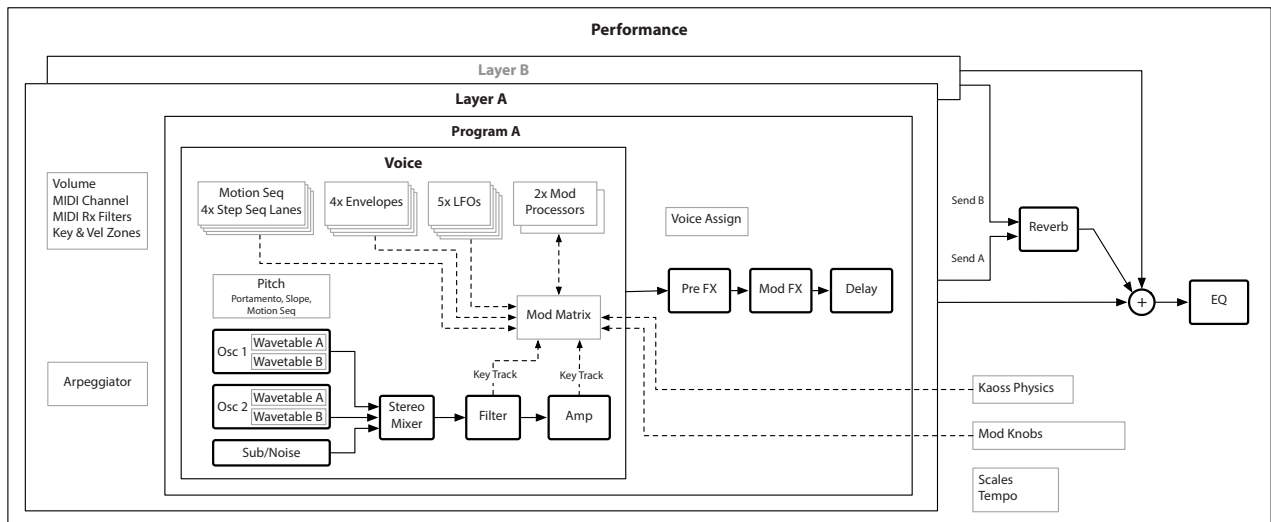 Performance
Layer B
Layer A
Program A
Voice
Volume
MIDI Channel
MIDI Rx Filters
Key & Vel Zones
Motion Seq
4x Step Seq Lanes
4x Envelopes
5x LFOs
2x Mod
Processors
Voice Assign
Send B
Reverb
Send A
Pitch
Portamento, Slope,
Motion Seq
Mod Matrix
Pre FX
Mod FX
Delay
+
EQ
Osc 1
Wavetable A
Wavetable B
Arpeggiator
Key Track
Key Track
Kaoss Physics
Osc 2
Wavetable A
Wavetable B
Stereo
Mixer
Filter
Amp
Mod Knobs
Sub/Noise
Scales
Tempo